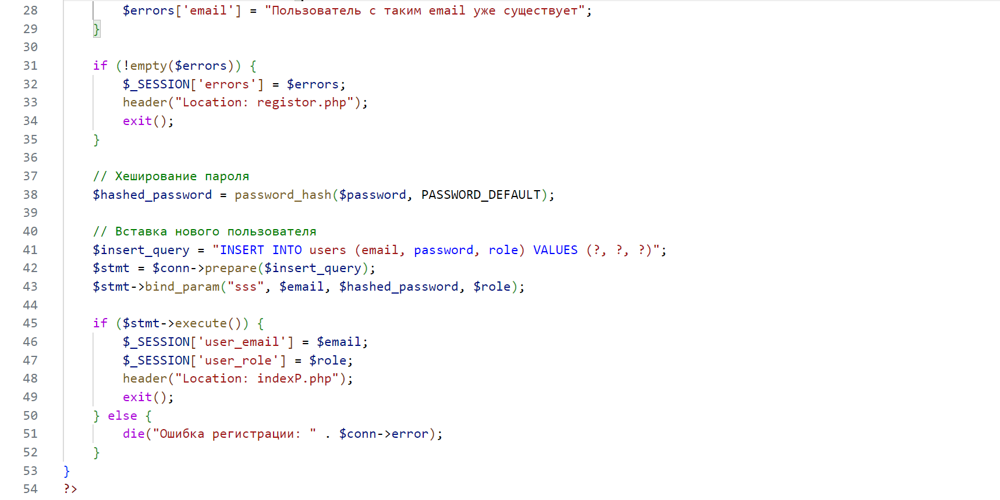 28 $errors['email'] = "Пользователь с таким email уже существует";
29 }
30
31 if (!empty($errors)) {
32 $_SESSION['errors'] = $errors;
33 header("Location: registor.php");
34 exit();
35 }
36
37 // Хеширование пароля
38 $hashed_password = password_hash($password, PASSWORD_DEFAULT);
39
40 // Вставка нового пользователя
41 $insert_query = "INSERT INTO users (email, password, role) VALUES (?, ?, ?)";
42 $stmt = $conn->prepare($insert_query);
43 $stmt->bind_param("sss", $email, $hashed_password, $role);
44
45 if ($stmt->execute()) {
46 $_SESSION['user_email'] = $email;
47 $_SESSION['user_role'] = $role;
48 header("Location: indexP.php");
49 exit();
50 } else {
51 die("Ошибка регистрации: " . $conn->error);
52 }
53 }
54 ?>